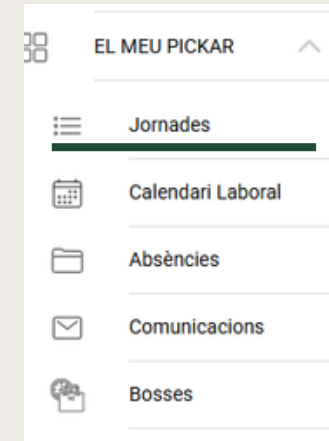 EL MEU PICKAR
Jornades
Calendari Laboral
Absències
Comunicacions
Bosses